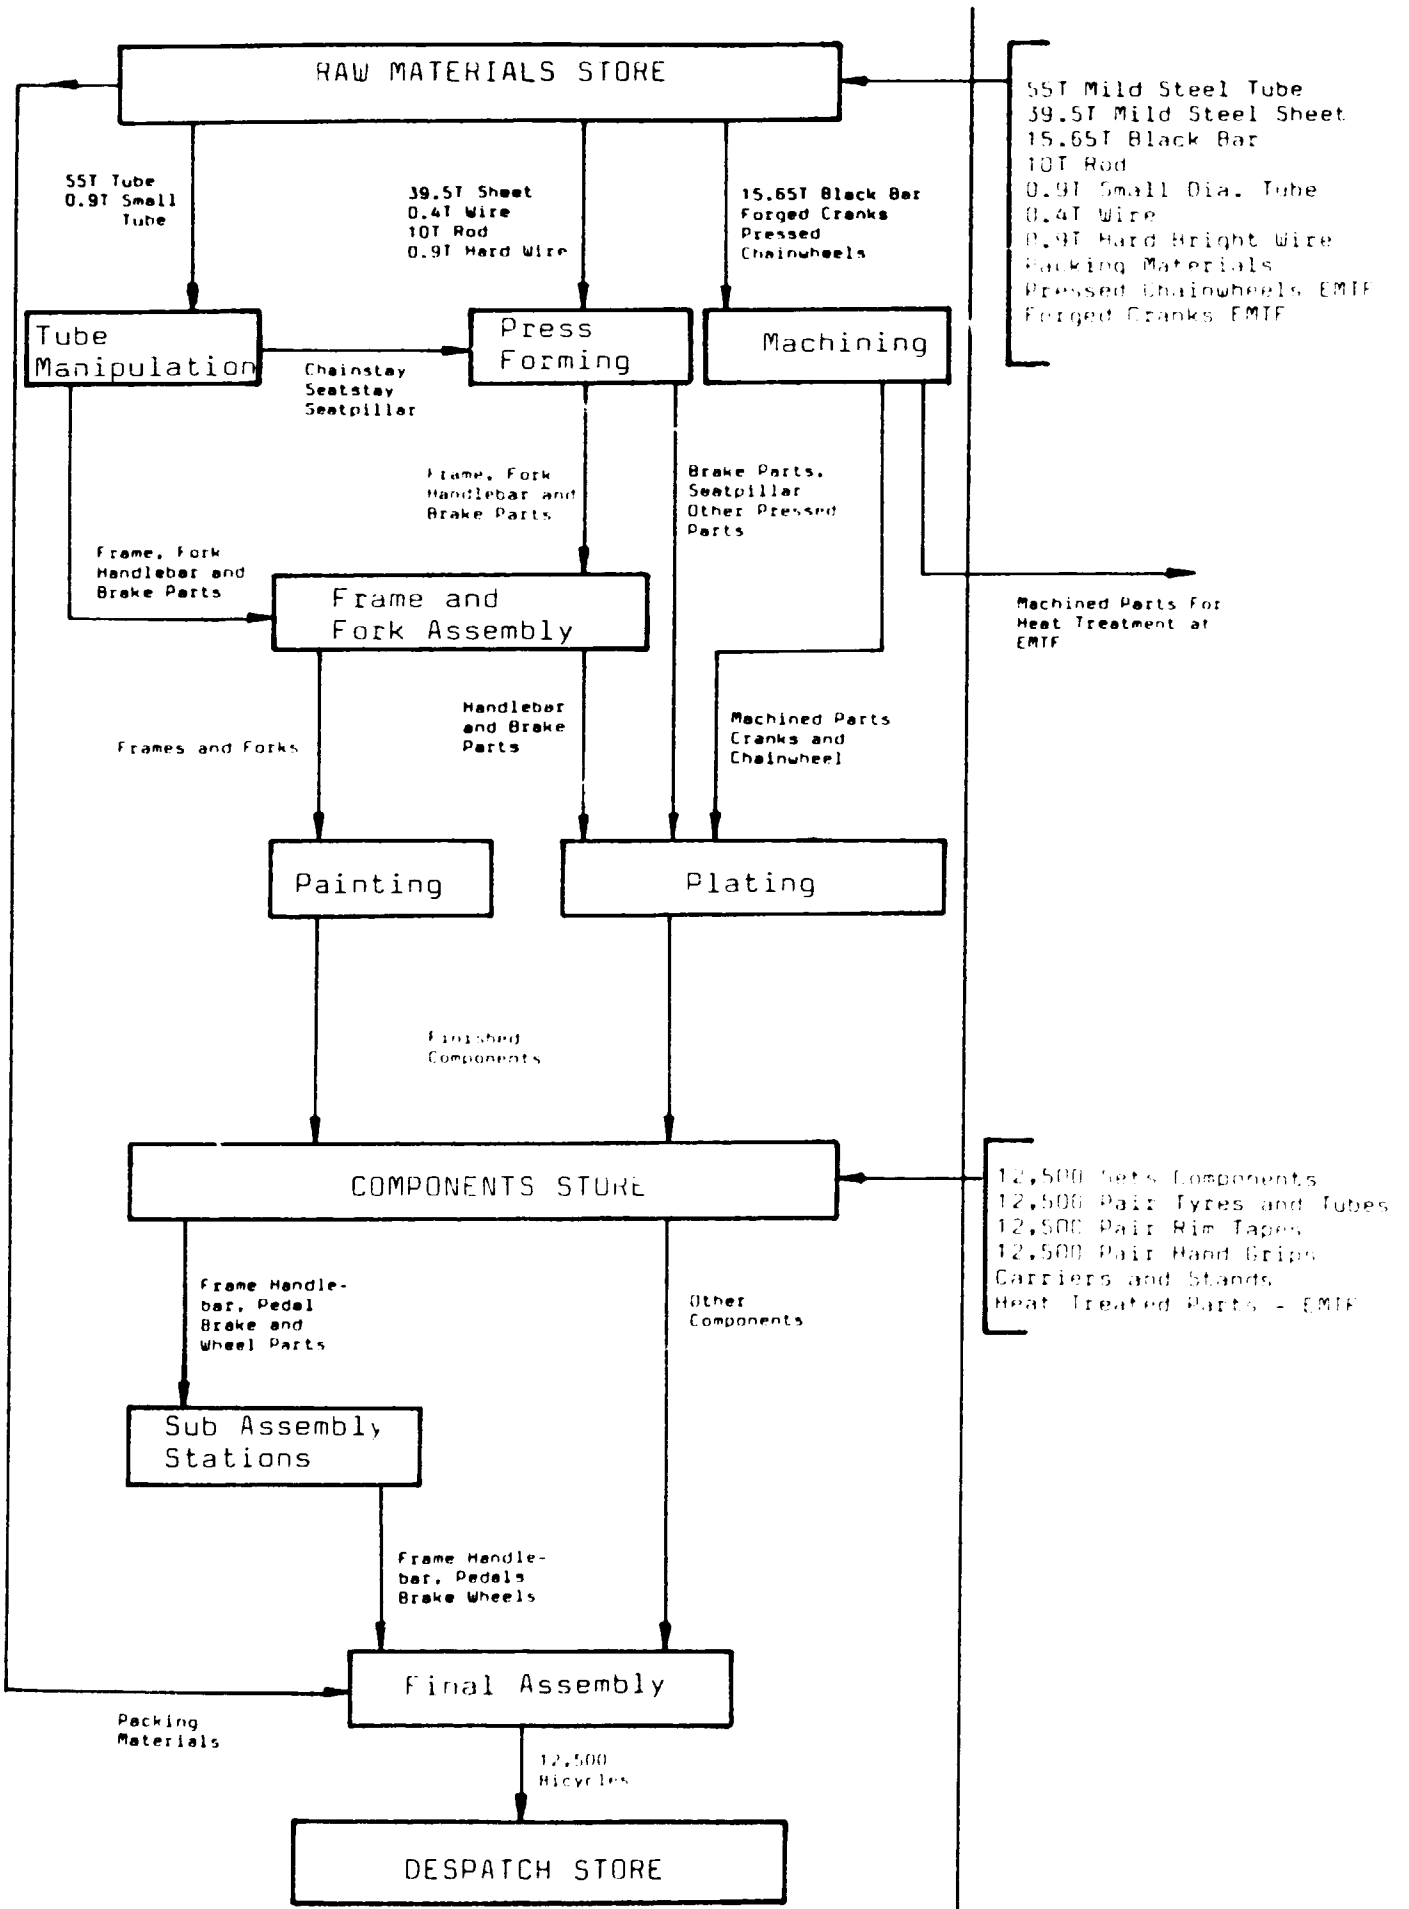 RAW MATERIALS STORE
55T Mild Steel Tube
39.5T Mild Steel Sheet
15.65T Black Bar
10T Rod
0.9T Small Dia. Tube
0.4T Wire
0.9T Hard Bright Wire
Packing Materials
Pressed Chainwheels EMTF
Forged Cranks EMTF
55T Tube
0.9T Small
Tube
39.5T Sheet
0.4T Wire
10T Rod
0.9T Hard Wire
15.65T Black Bar
Forged Cranks
Pressed
Chainwheels
Tube
Manipulation
Press
Forming
Machining
Chainstay
Seatstay
Seatpillar
Frame, Fork
Handlebar and
Brake Parts
Brake Parts,
Seatpillar
Other Pressed
Parts
Frame, Fork
Handlebar and
Brake Parts
Frame and
Fork Assembly
Machined Parts For
Heat Treatment at
EMTF
Frames and Forks
Handlebar
and Brake
Parts
Machined Parts
Cranks and
Chainwheel
Painting
Plating
Finished
Components
COMPONENTS STORE
12,500 Sets Components
12,500 Pair Tyres and Tubes
12,500 Pair Rim Tapes
12,500 Pair Hand Grips
Carriers and Stands
Heat Treated Parts - EMTF
Frame Handle-
bar, Pedal
Brake and
Wheel Parts
Other
Components
Sub Assembly
Stations
Frame Handle-
bar, Pedals
Brake Wheels
Final Assembly
Packing
Materials
12,500
Bicycles
DESPATCH STORE